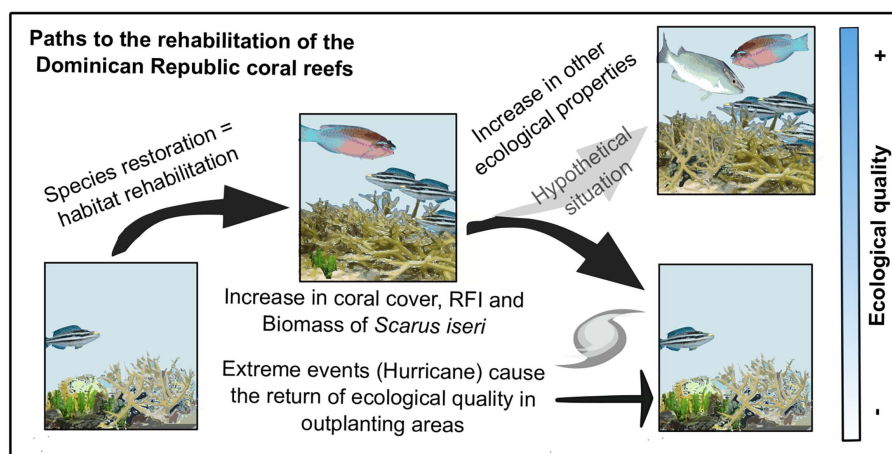 Paths to the rehabilitation of the
Dominican Republic coral reefs
Species restoration =
habitat rehabilitation
Increase in coral cover, RFI and
Biomass of Scarus iseri
Increase in other
ecological properties
Hypothetical
situation
Extreme events (Hurricane) cause
the return of ecological quality in
outplanting areas
+
Ecological quality
-